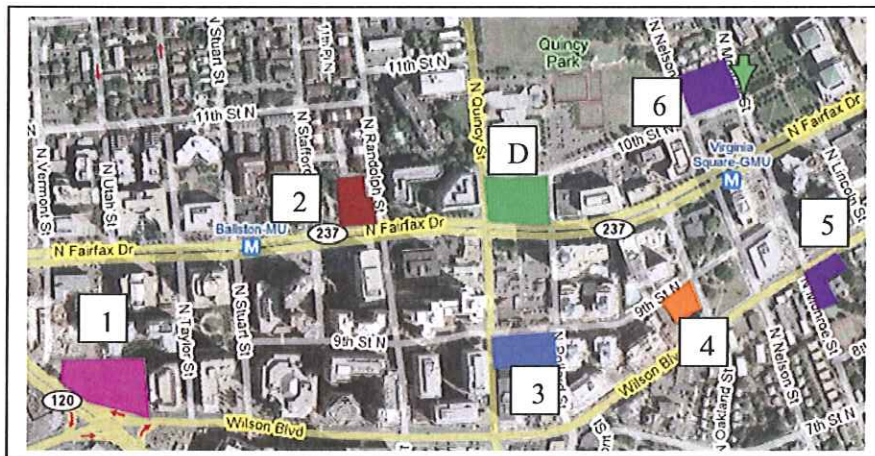 N Stuart St
11th Pl N
11th St N
Quincy
Park
N Nelson
6
N Quincy St
11th St N
N Stafford
N Randolph St
D
10th St N
N Fairfax Dr
Virginia
Square-GMU
M
N Vermont St
N Utah St
2
N Lincoln St
Ballston-MU
M
237
N Fairfax Dr
237
5
N Fairfax Dr
1
N Taylor St
N Stuart St
9th St N
9th St N
N Monroe St
4
3
Wilson Blvd
120
N Oakland St
N Nelson St
Wilson Blvd
7th St N